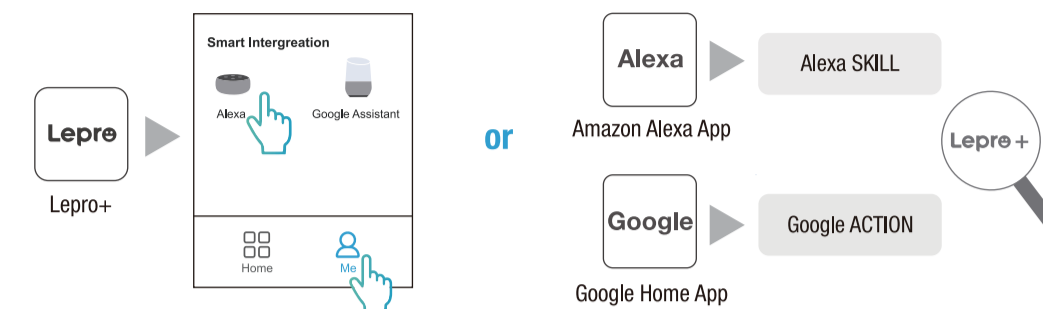 Lepro
Lepro+
Smart Intergreation
Alexa
Google Assistant
Home
Me
or
Alexa
Amazon Alexa App
Alexa SKILL
Google
Google Home App
Google ACTION
Lepro+